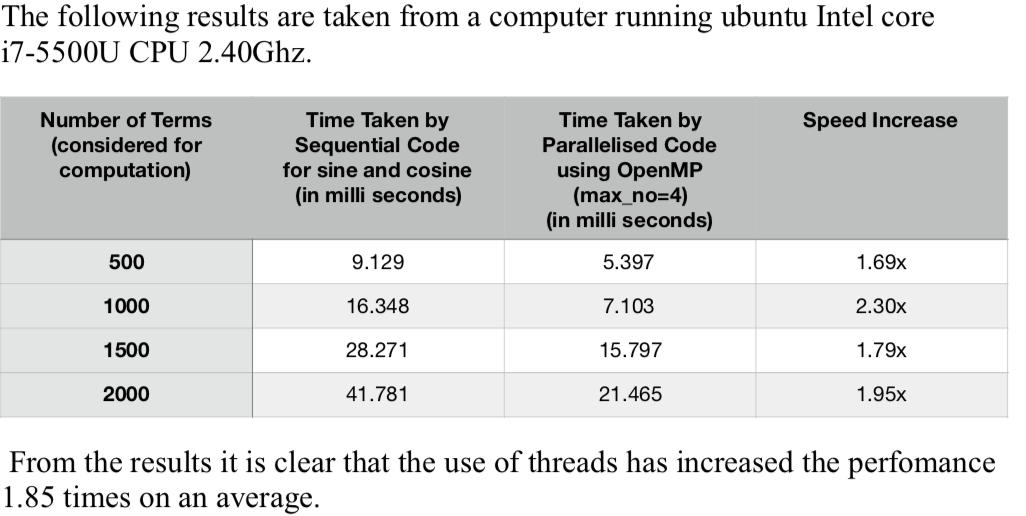 The following results are taken from a computer running ubuntu Intel core
i7-5500U CPU 2.40Ghz.
Number of Terms
(considered for
computation)
Time Taken by
Sequential Code
for sine and cosine
(in milli seconds)
Time Taken by
Parallelised Code
using OpenMP
(max_no=4)
(in milli seconds)
Speed Increase
500 9.129 5.397 1.69x
1000 16.348 7.103 2.30x
1500 28.271 15.797 1.79x
2000 41.781 21.465 1.95x
From the results it is clear that the use of threads has increased the perfomance
1.85 times on an average.